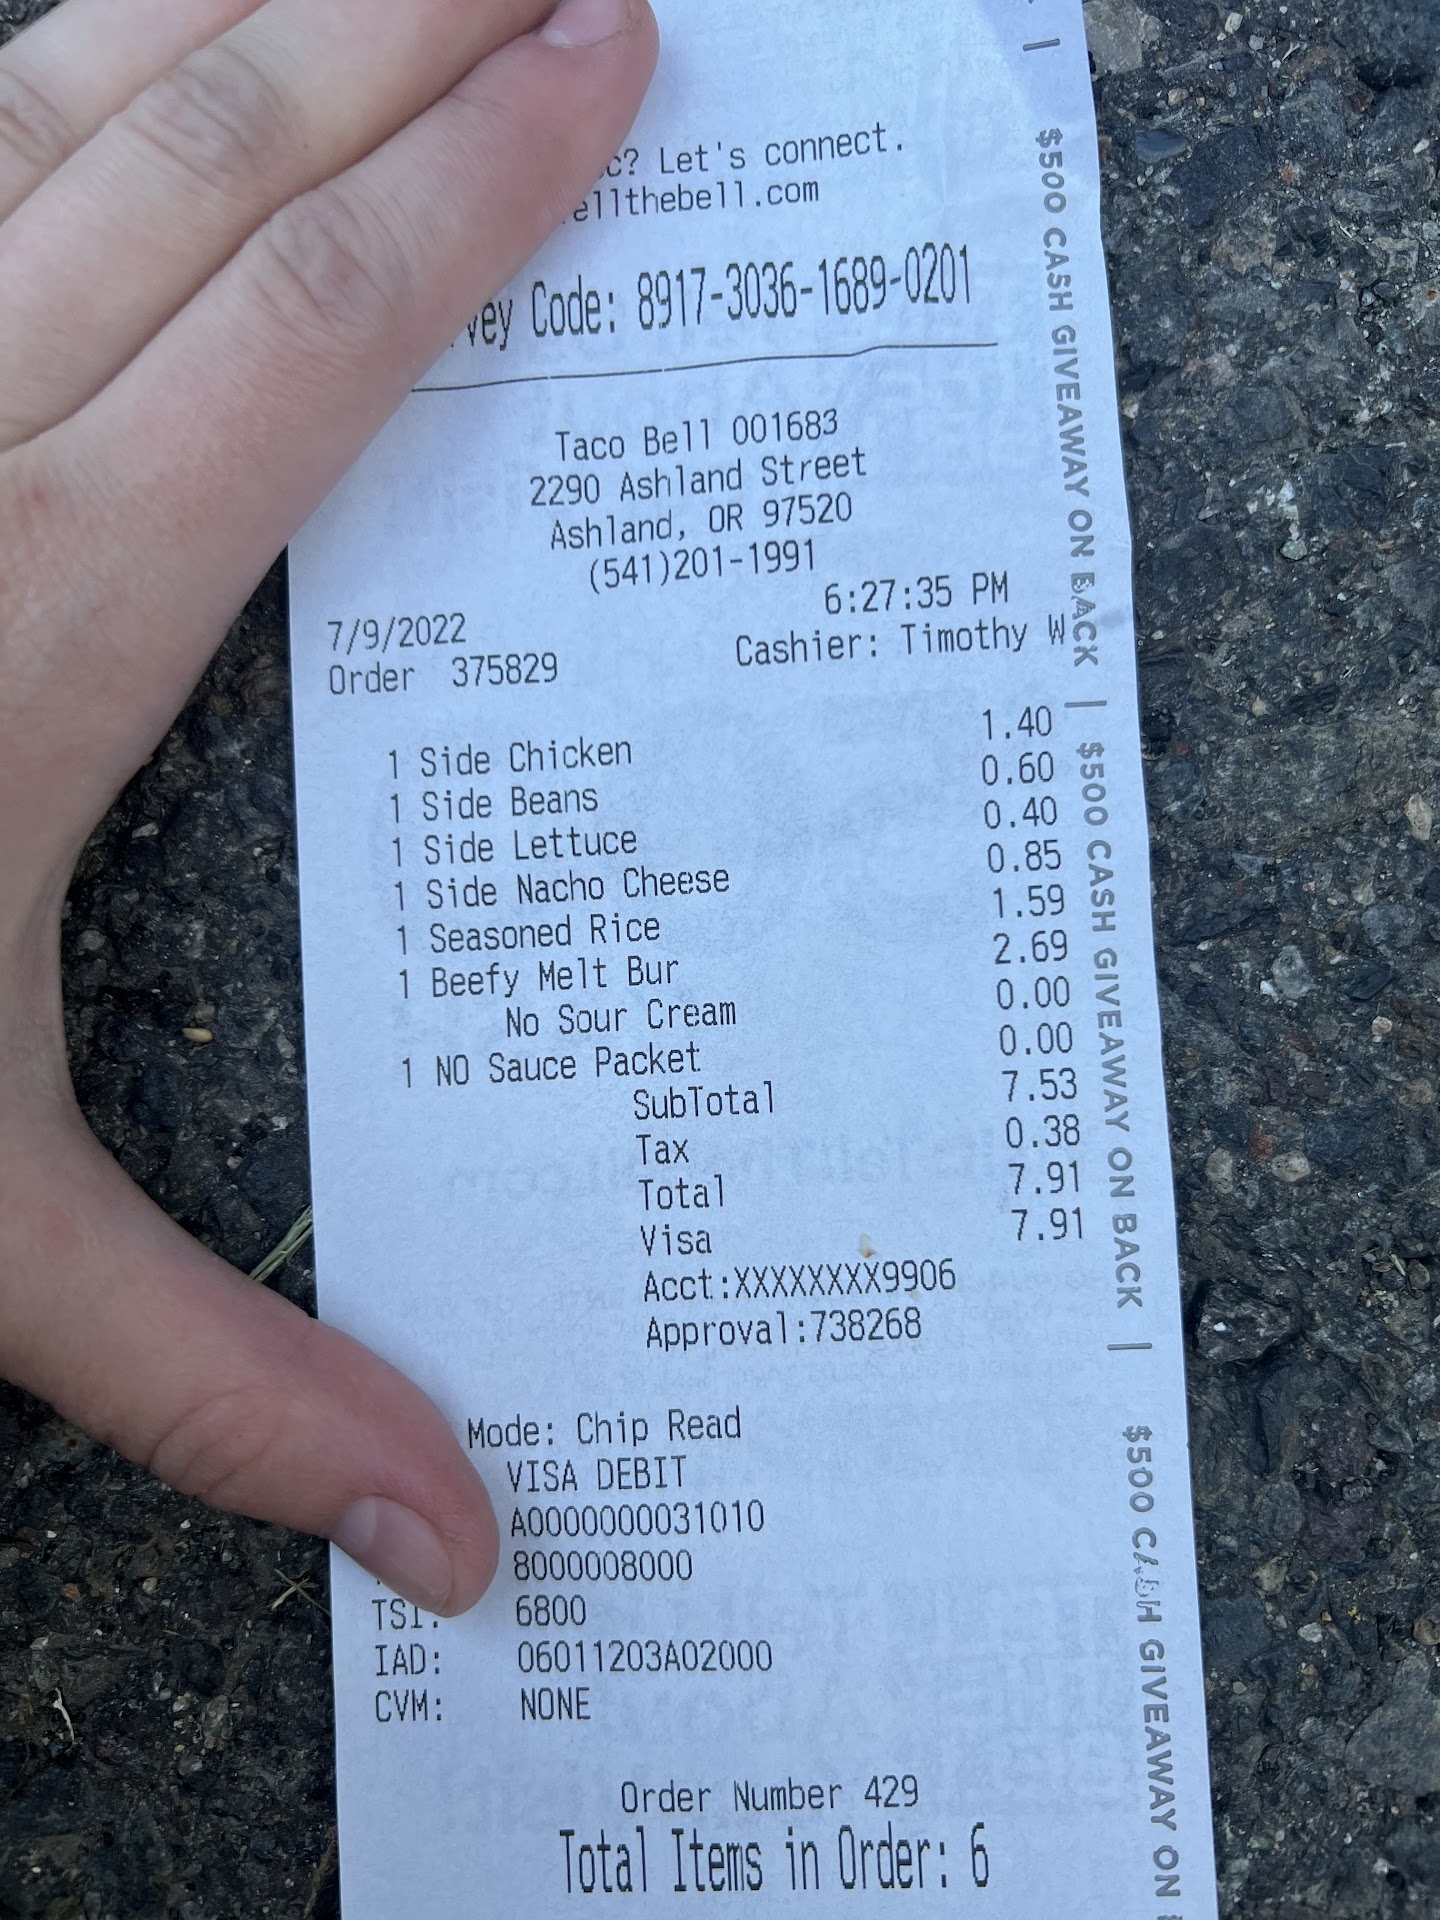 Let's connect.
ellthebell.com
vey Code: 8917-3036-1689-0201
Taco Bell 001683
2290 Ashland Street
Ashland, OR 97520
(541)201-1991
6:27:35 PM
7/9/2022
Cashier: Timothy W
Order 375829
1 Side Chicken 1.40
1 Side Beans 0.60
1 Side Lettuce 0.40
1 Side Nacho Cheese 0.85
1 Seasoned Rice 1.59
1 Beefy Melt Bur 2.69
No Sour Cream 0.00
1 NO Sauce Packet 0.00
SubTotal 7.53
Tax 0.38
Total 7.91
Visa 7.91
Acct:XXXXXXXX9906
Approval:738268
Mode: Chip Read
VISA DEBIT
A0000000031010
8000008000
TSI: 6800
IAD: 06011203A02000
CVM: NONE
Order Number 429
Total Items in Order: 6
| $500 CASH GIVEAWAY ON BACK | $500 CASH GIVEAWAY ON BACK | $500 CASH GIVEAWAY ON